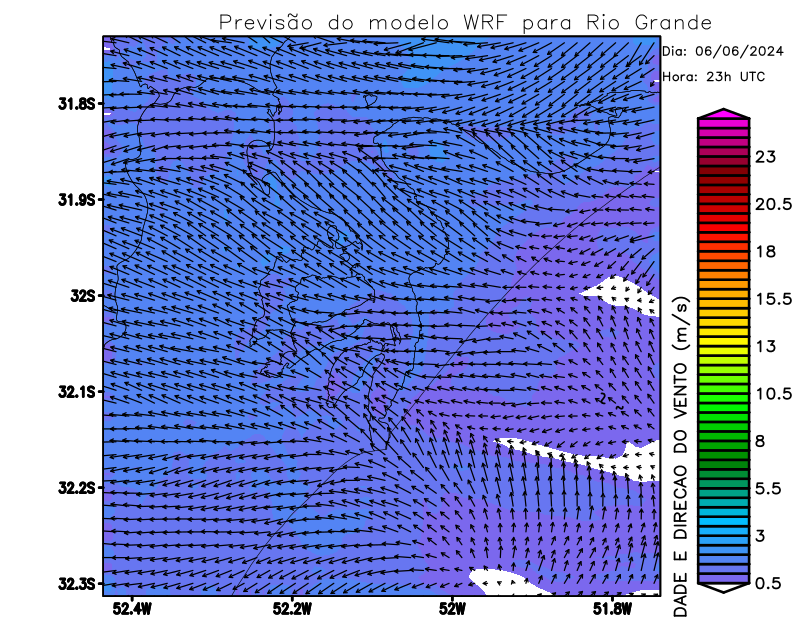 Previsão do modelo WRF para Rio Grande
Dia: 06/06/2024
Hora: 23h UTC
31.8S
31.9S
32S
32.1S
32.2S
32.3S
52.4W
52.2W
52W
51.8W
23
20.5
18
15.5
13
10.5
8
5.5
3
0.5
DADE E DIRECAO DO VENTO (m/s)